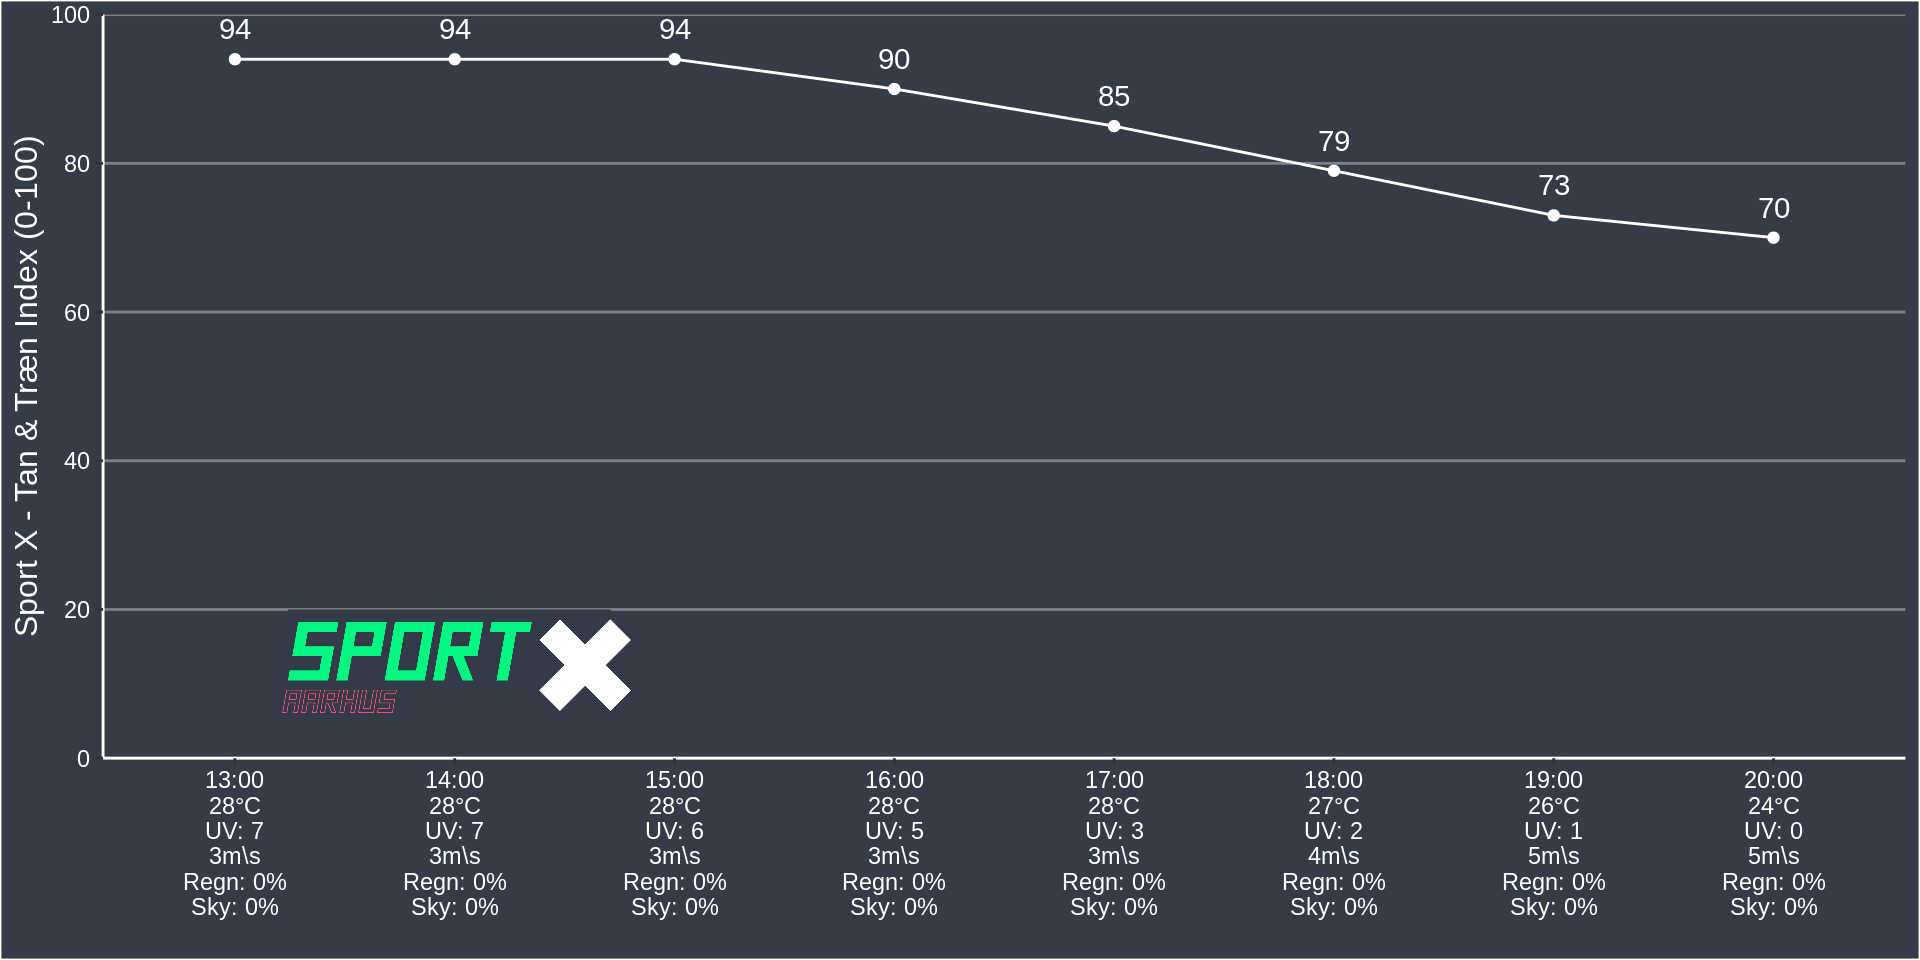 Sport X - Tan & Træn Index (0-100)
100
80
60
40
20
0
94
94
94
90
85
79
73
70
SPORT X
AARHUS
13:00 14:00 15:00 16:00 17:00 18:00 19:00 20:00
28°C 28°C 28°C 28°C 28°C 27°C 26°C 24°C
UV: 7 UV: 7 UV: 6 UV: 5 UV: 3 UV: 2 UV: 1 UV: 0
3m\s 3m\s 3m\s 3m\s 3m\s 4m\s 5m\s 5m\s
Regn: 0% Regn: 0% Regn: 0% Regn: 0% Regn: 0% Regn: 0% Regn: 0% Regn: 0%
Sky: 0% Sky: 0% Sky: 0% Sky: 0% Sky: 0% Sky: 0% Sky: 0% Sky: 0%